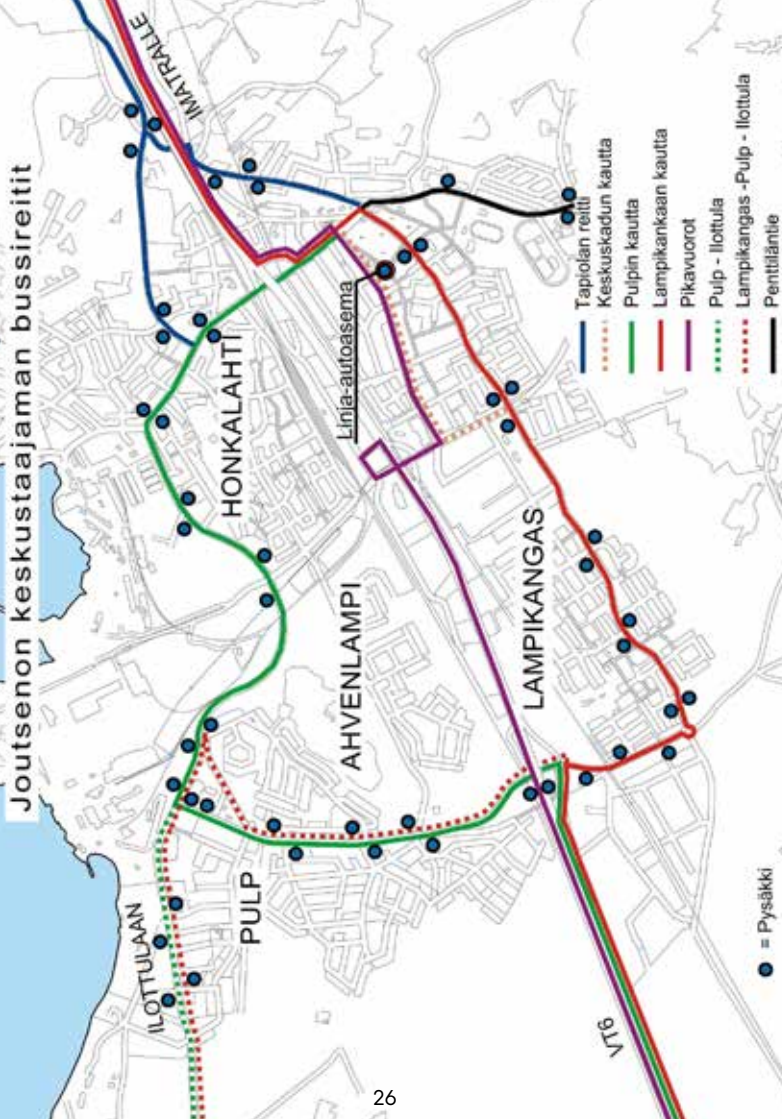 Joutsenon keskustaajaman bussireitit
IMATRALLE
HONKALAHTI
Linja-autoasema
AHVENLAMPI
LAMPIKANGAS
PULP
ILOTTULAAN
VT6
Tapiolan reitti
Keskuskadun kautta
Pulpin kautta
Lampikankaan kautta
Pikavuorot
Pulp - Ilottula
Lampikangas -Pulp - Ilottula
Penttiläntie
= Pysäkki
26